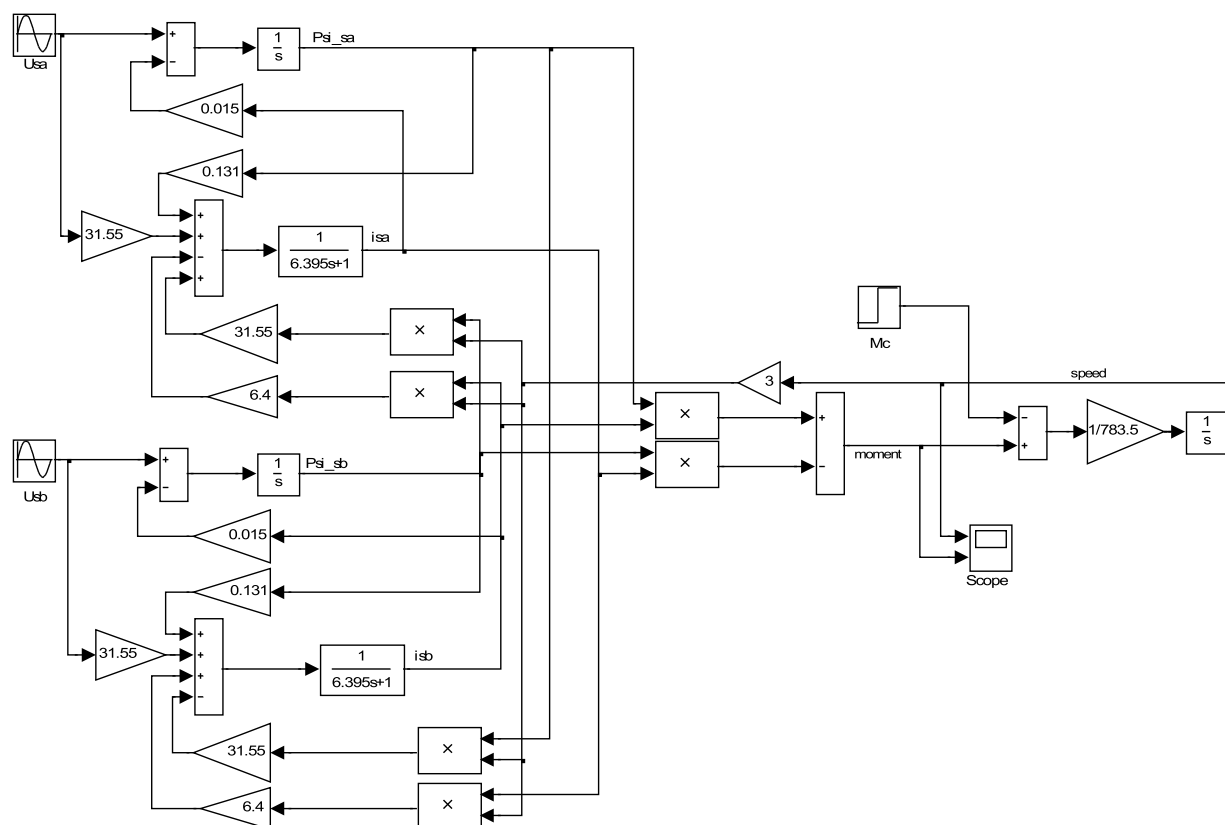 Usa
+
−
1
s
Psi_sa
0.015
0.131
31.55
+
+
−
+
1
6.395s+1
isa
31.55
×
6.4
×
Mc
3
speed
×
×
+
−
moment
−
+
1/783.5
1
s
Usb
+
−
1
s
Psi_sb
0.015
0.131
Scope
31.55
+
+
+
−
1
6.395s+1
isb
31.55
×
6.4
×